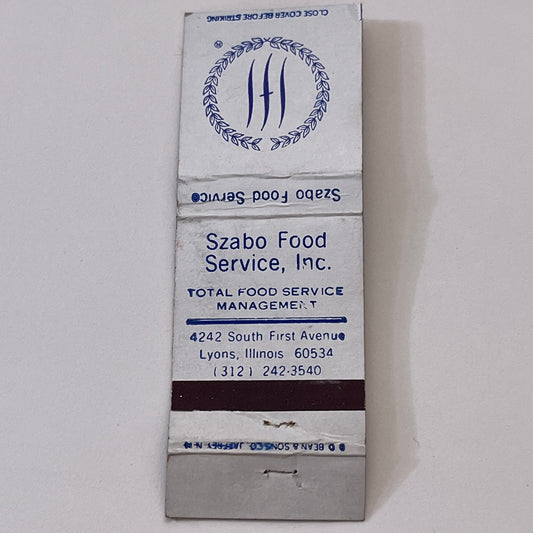 CLOSE COVER BEFORE STRIKING
®
Szabo Food Service
Szabo Food
Service, Inc.
TOTAL FOOD SERVICE
MANAGEMENT
4242 South First Avenue
Lyons, Illinois 60534
(312) 242-3540
D. D. BEAN & SONS CO., JAFFREY, N.H.